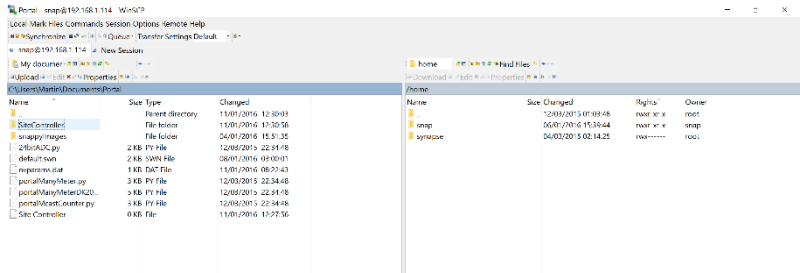 Portal - snap@192.168.1.114 - WinSCP
Local Mark Files Commands Session Options Remote Help
Synchronize Queue Transfer Settings Default
snap@192.168.1.114 New Session
My documer
Upload Edit Properties
C:\Users\Martin\Documents\Portal
Name Size Type Changed
.. Parent directory 11/01/2016 12:30:03
SiteController File folder 11/01/2016 12:30:58
snappyImages File folder 04/01/2016 15:51:35
24bitADC.py 2 KB PY File 12/03/2015 22:34:48
default.swn 2 KB SWN File 08/01/2016 03:00:01
nvparams.dat 1 KB DAT File 11/01/2016 08:22:43
portalManyMeter.py 3 KB PY File 12/03/2015 22:34:48
portalManyMeterDK20... 5 KB PY File 12/03/2015 22:34:48
portalMcastCounter.py 3 KB PY File 12/03/2015 22:34:48
Site Controller 0 KB File 11/01/2016 12:27:56
home Find Files
Download Edit Properties
/home
Name Size Changed Rights Owner
.. 12/03/2015 01:03:48 rwxr-xr-x root
snap 06/01/2016 15:39:44 rwxr-xr-x snap
synapse 04/03/2015 02:14:25 rwx------ root